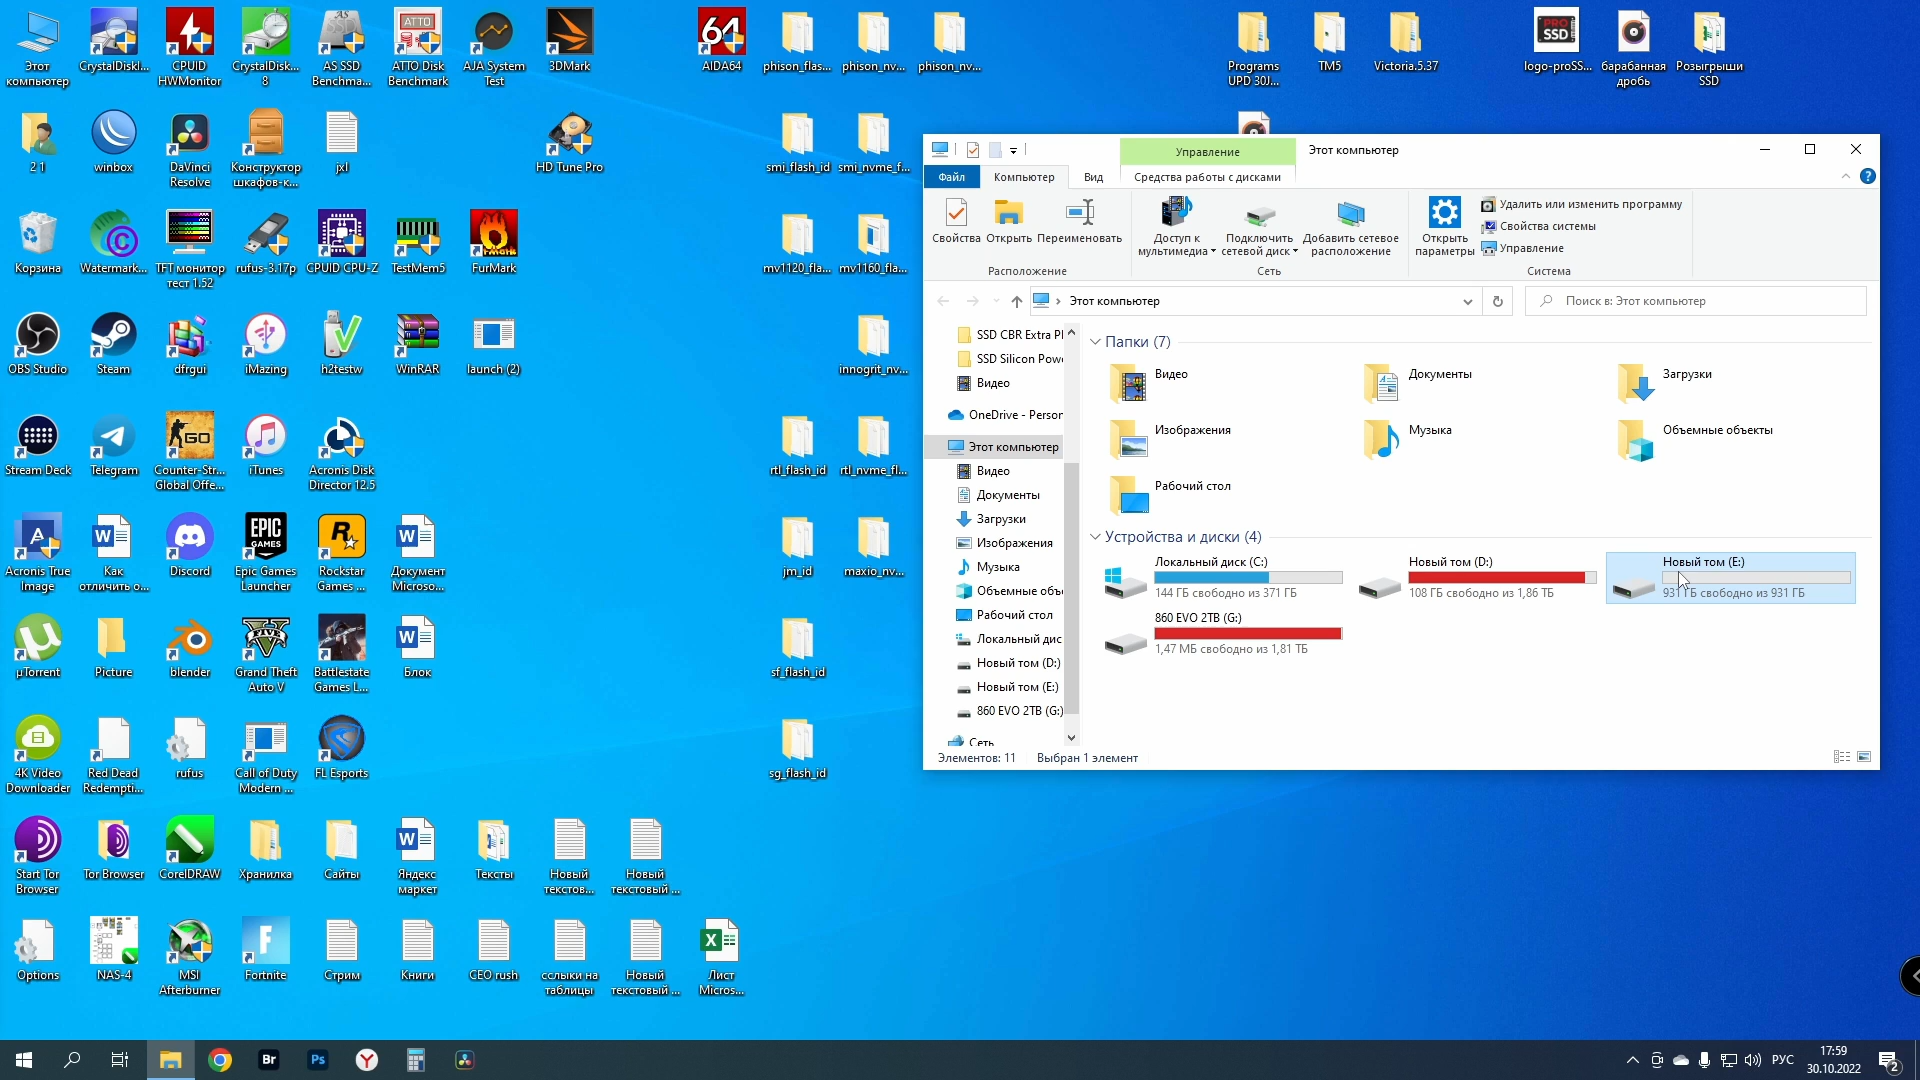 Этот
компьютер
CrystalDiskI...
CPUID
HWMonitor
CrystalDisk...
8
AS SSD
Benchma...
ATTO Disk
Benchmark
AJA System
Test
3DMark
AIDA64
phison_flas...
phison_nv...
phison_nv...
Programs
UPD 30J...
TM5
Victoria.5.37
logo-proSS...
барабанная
дробь
Розыгрыши
SSD
2 1
winbox
DaVinci
Resolve
Конструктор
шкафов-к...
jxl
HD Tune Pro
smi_flash_id
smi_nvme_f...
Корзина
Watermark...
TFT монитор
тест 1.52
rufus-3.17p
CPUID CPU-Z
TestMem5
FurMark
mv1120_fla...
mv1160_fla...
OBS Studio
Steam
dfrgui
iMazing
h2testw
WinRAR
launch (2)
innogrit_nv...
Stream Deck
Telegram
Counter-Str...
Global Offe...
iTunes
Acronis Disk
Director 12.5
rtl_flash_id
rtl_nvme_fl...
Acronis True
Image
Как
отличить о...
Discord
Epic Games
Launcher
Rockstar
Games ...
Документ
Microso...
jm_id
maxio_nv...
µTorrent
Picture
blender
Grand Theft
Auto V
Battlestate
Games L...
Блок
sf_flash_id
4K Video
Downloader
Red Dead
Redempti...
rufus
Call of Duty
Modern ...
FL Esports
sg_flash_id
Start Tor
Browser
Tor Browser
CorelDRAW
Хранилка
Сайты
Яндекс
маркет
Тексты
Новый
текстов...
Новый
текстовый ...
Options
NAS-4
MSI
Afterburner
Fortnite
Стрим
Книги
CEO rush
сслыки на
таблицы
Новый
текстовый ...
Лист
Micros...
Управление
Этот компьютер
Файл
Компьютер
Вид
Средства работы с дисками
Свойства
Открыть
Переименовать
Доступ к
мультимедиа
Подключить
сетевой диск
Добавить сетевое
расположение
Открыть
параметры
Удалить или изменить программу
Свойства системы
Управление
Расположение
Сеть
Система
Этот компьютер
Поиск в: Этот компьютер
SSD CBR Extra Pl
SSD Silicon Powe
Видео
OneDrive - Person
Этот компьютер
Видео
Документы
Загрузки
Изображения
Музыка
Объемные объе
Рабочий стол
Локальный дис
Новый том (D:)
Новый том (E:)
860 EVO 2TB (G:)
Сеть
Папки (7)
Видео
Документы
Загрузки
Изображения
Музыка
Объемные объекты
Рабочий стол
Устройства и диски (4)
Локальный диск (C:)
144 ГБ свободно из 371 ГБ
Новый том (D:)
108 ГБ свободно из 1,86 ТБ
Новый том (E:)
931 ГБ свободно из 931 ГБ
860 EVO 2TB (G:)
1,47 МБ свободно из 1,81 ТБ
Элементов: 11
Выбран 1 элемент
Br
Ps
РУС
17:59
30.10.2022
2